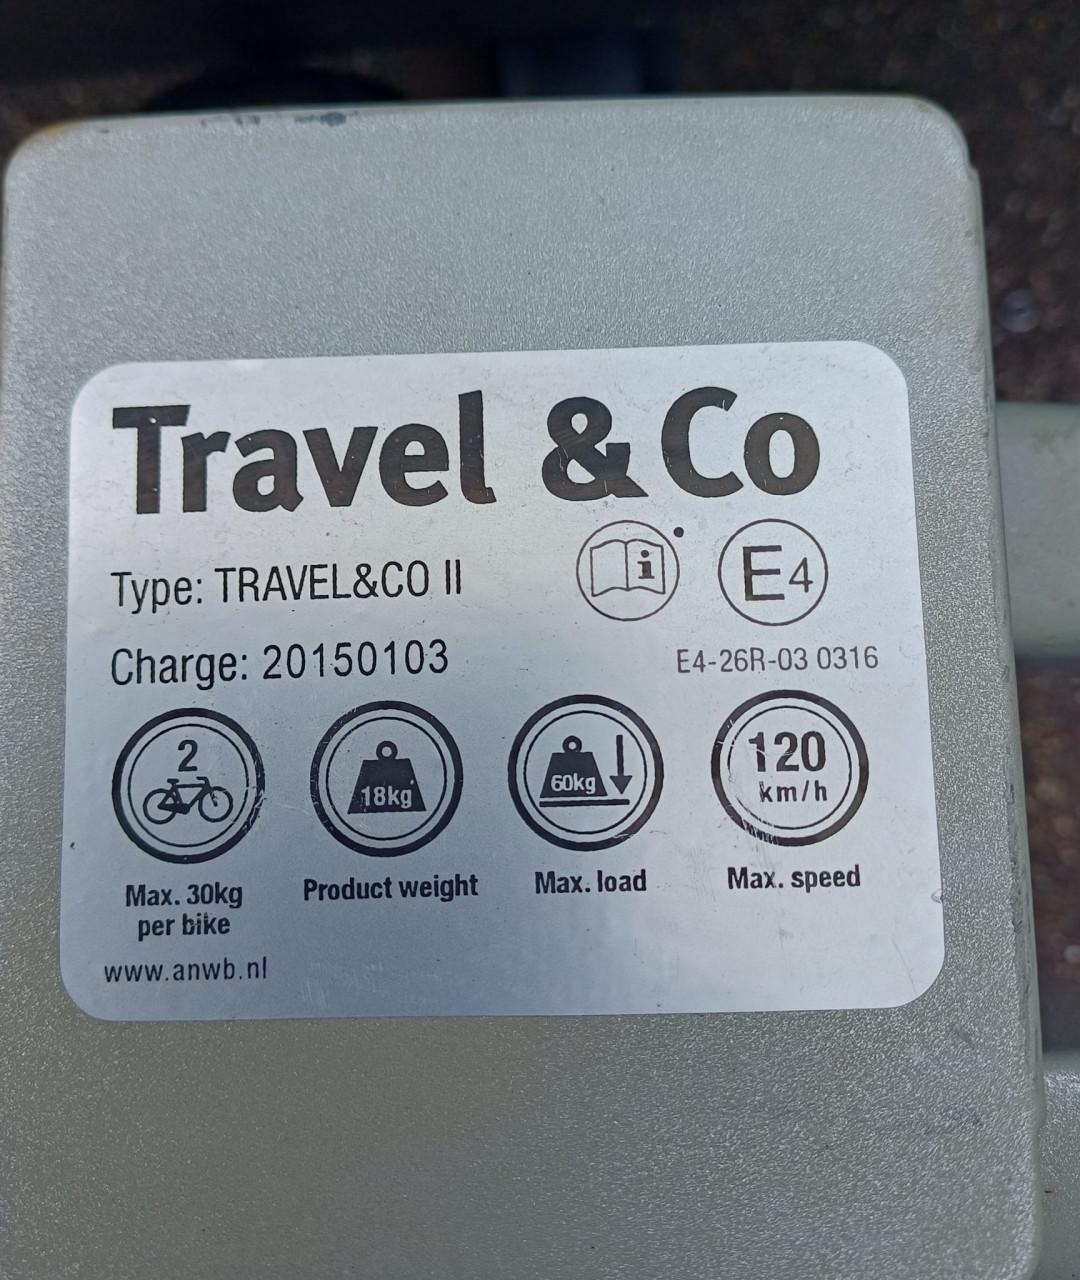 Travel & Co
Type: TRAVEL&CO II
i
E4
Charge: 20150103
E4-26R-03 0316
2
18kg
60kg
120
km/h
Max. 30kg
per bike
Product weight
Max. load
Max. speed
www.anwb.nl